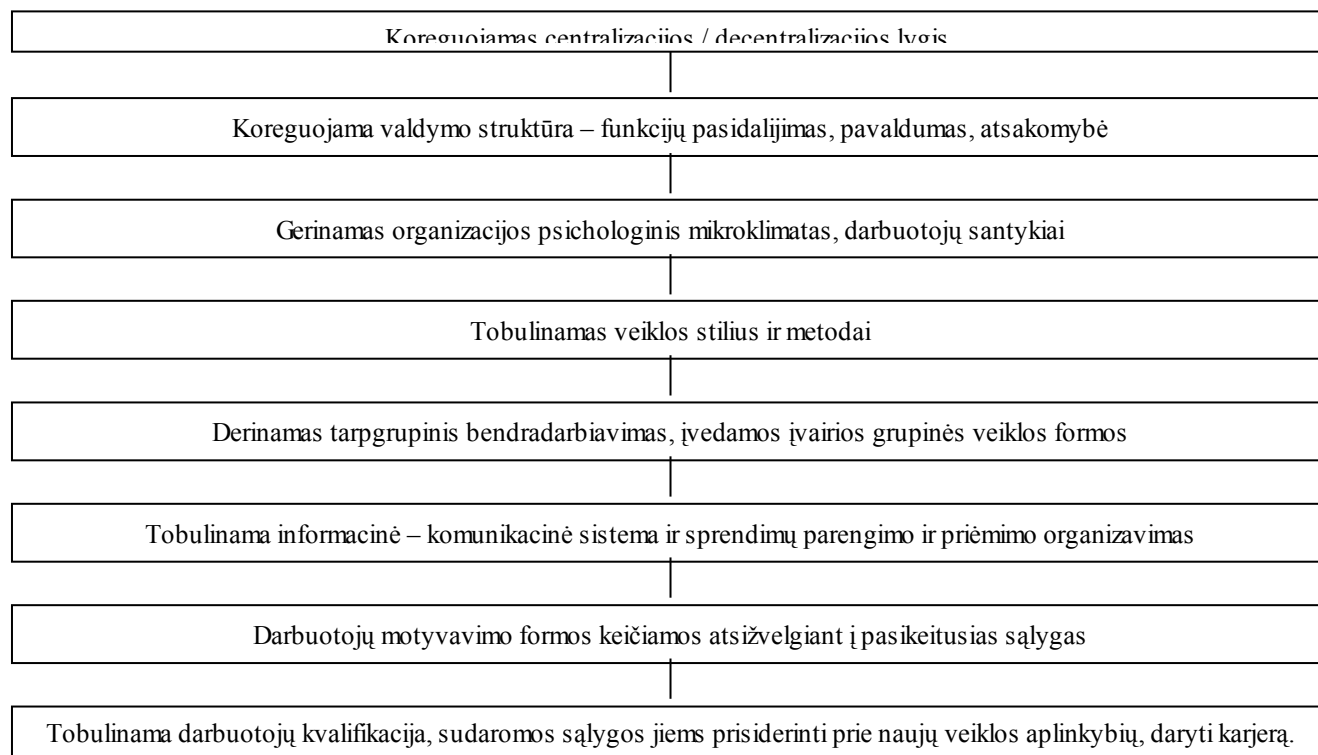 Koreguojamas centralizacijos / decentralizacijos lygis
Koreguojama valdymo struktūra – funkcijų pasidalijimas, pavaldumas, atsakomybė
Gerinamas organizacijos psichologinis mikroklimatas, darbuotojų santykiai
Tobulinamas veiklos stilius ir metodai
Derinamas tarpgrupinis bendradarbiavimas, įvedamos įvairios grupinės veiklos formos
Tobulinama informacinė – komunikacinė sistema ir sprendimų parengimo ir priėmimo organizavimas
Darbuotojų motyvavimo formos keičiamos atsižvelgiant į pasikeitusias sąlygas
Tobulinama darbuotojų kvalifikacija, sudaromos sąlygos jiems prisiderinti prie naujų veiklos aplinkybių, daryti karjerą.